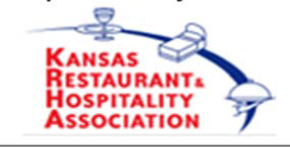 KANSAS
RESTAURANT&
HOSPITALITY
ASSOCIATION